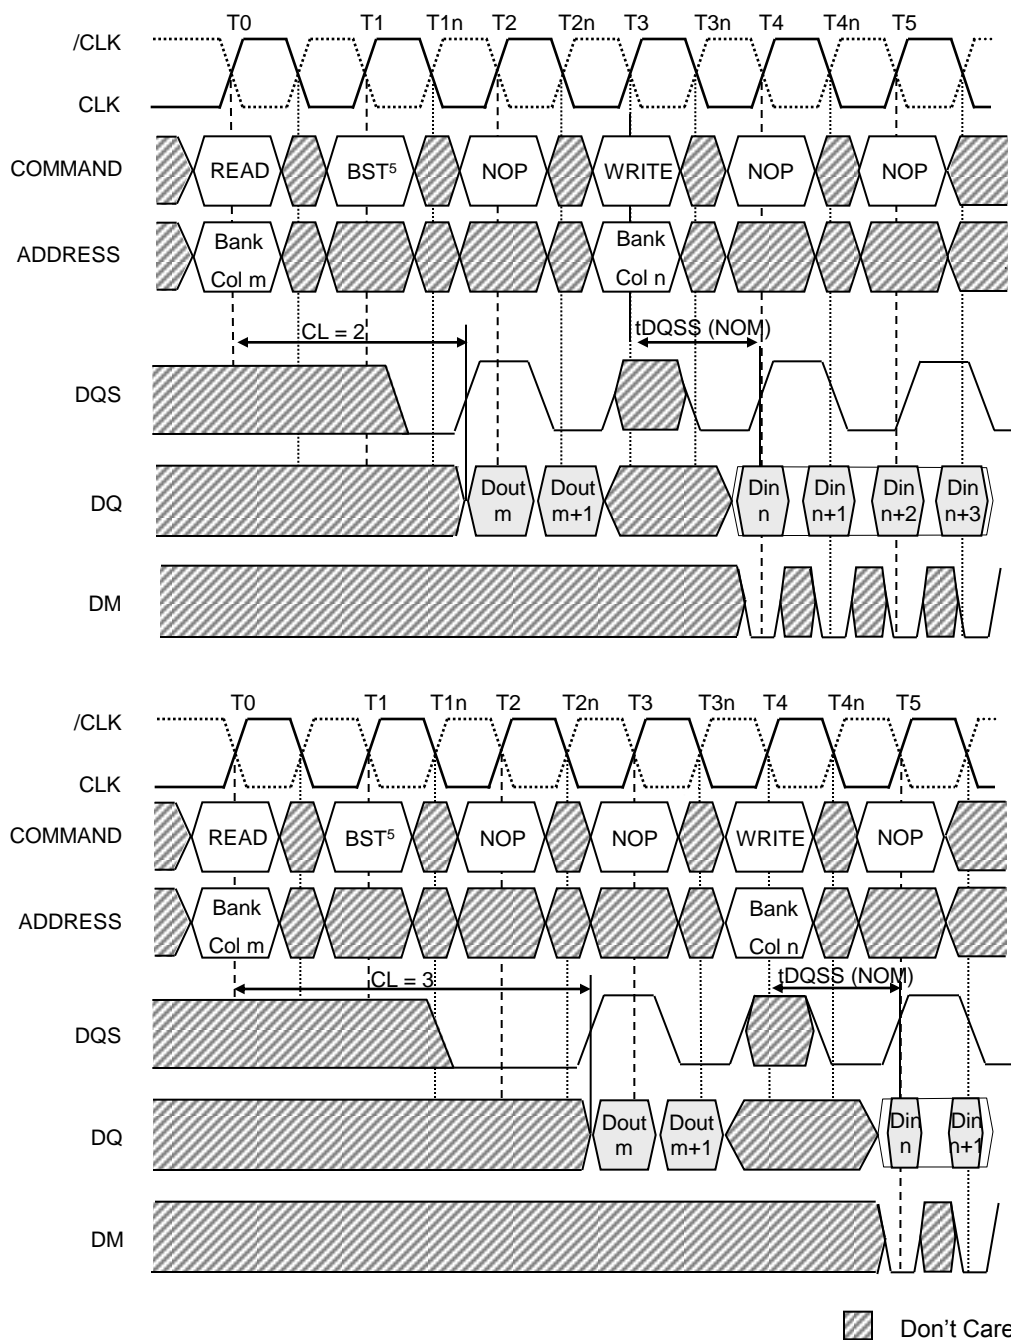 T0 T1 T1n T2 T2n T3 T3n T4 T4n T5
/CLK
CLK
COMMAND READ BST⁵ NOP WRITE NOP NOP
ADDRESS Bank Col m Bank Col n
CL = 2 tDQSS (NOM)
DQS
DQ Dout m Dout m+1 Din n Din n+1 Din n+2 Din n+3
DM
T0 T1 T1n T2 T2n T3 T3n T4 T4n T5
/CLK
CLK
COMMAND READ BST⁵ NOP NOP WRITE NOP
ADDRESS Bank Col m Bank Col n
CL = 3 tDQSS (NOM)
DQS
DQ Dout m Dout m+1 Din n Din n+1
DM
Don't Care